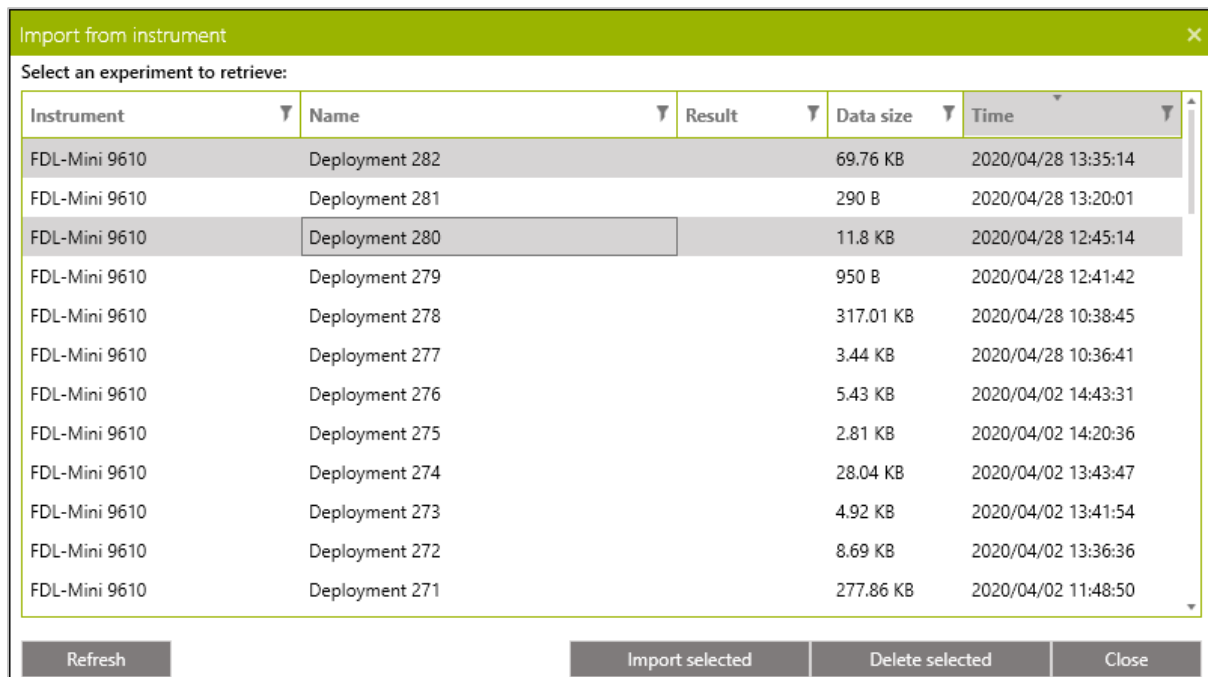 Import from instrument
Select an experiment to retrieve:
Instrument Name Result Data size Time
FDL-Mini 9610 Deployment 282 69.76 KB 2020/04/28 13:35:14
FDL-Mini 9610 Deployment 281 290 B 2020/04/28 13:20:01
FDL-Mini 9610 Deployment 280 11.8 KB 2020/04/28 12:45:14
FDL-Mini 9610 Deployment 279 950 B 2020/04/28 12:41:42
FDL-Mini 9610 Deployment 278 317.01 KB 2020/04/28 10:38:45
FDL-Mini 9610 Deployment 277 3.44 KB 2020/04/28 10:36:41
FDL-Mini 9610 Deployment 276 5.43 KB 2020/04/02 14:43:31
FDL-Mini 9610 Deployment 275 2.81 KB 2020/04/02 14:20:36
FDL-Mini 9610 Deployment 274 28.04 KB 2020/04/02 13:43:47
FDL-Mini 9610 Deployment 273 4.92 KB 2020/04/02 13:41:54
FDL-Mini 9610 Deployment 272 8.69 KB 2020/04/02 13:36:36
FDL-Mini 9610 Deployment 271 277.86 KB 2020/04/02 11:48:50
Refresh Import selected Delete selected Close